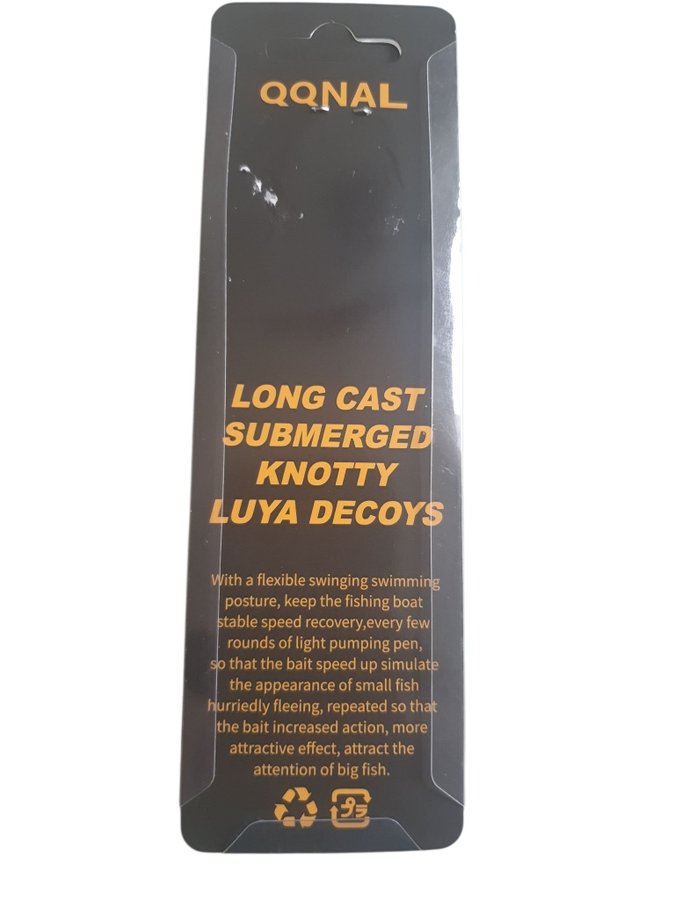 QQNAL
LONG CAST
SUBMERGED
KNOTTY
LUYA DECOYS
With a flexible swinging swimming
posture, keep the fishing boat
stable speed recovery,every few
rounds of light pumping pen,
so that the bait speed up simulate
the appearance of small fish
hurriedly fleeing, repeated so that
the bait increased action, more
attractive effect, attract the
attention of big fish.
プラ